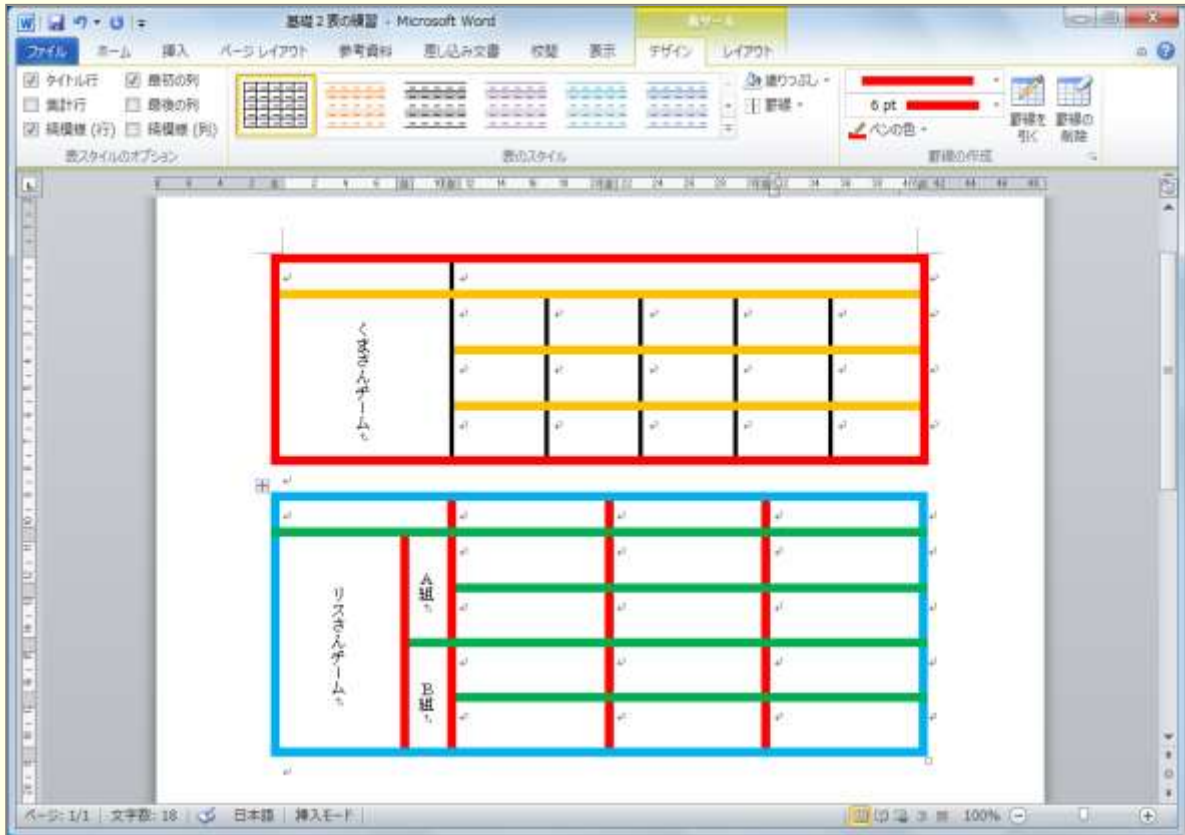 基礎2表の練習 - Microsoft Word
表ツール
ファイル ホーム 挿入 ページ レイアウト 参考資料 差し込み文書 校閲 表示 デザイン レイアウト
タイトル行 最初の列
集計行 最後の列
縞模様 (行) 縞模様 (列)
表スタイルのオプション
表のスタイル
塗りつぶし
罫線
6 pt
ペンの色
罫線を引く
罫線の削除
罫線の作成
くまさんチーム
リスさんチーム
A組
B組
ページ: 1/1 文字数: 18 日本語 挿入モード 100%